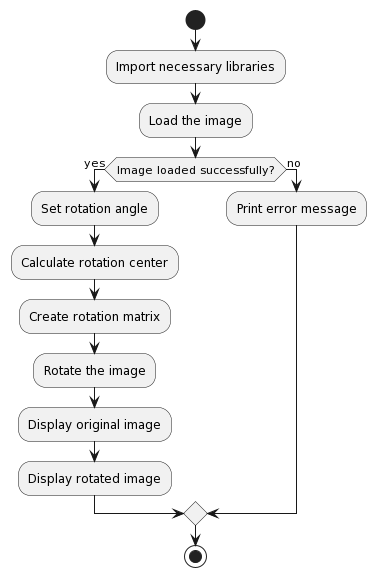 Import necessary libraries
Load the image
yes
Image loaded successfully?
no
Set rotation angle
Print error message
Calculate rotation center
Create rotation matrix
Rotate the image
Display original image
Display rotated image